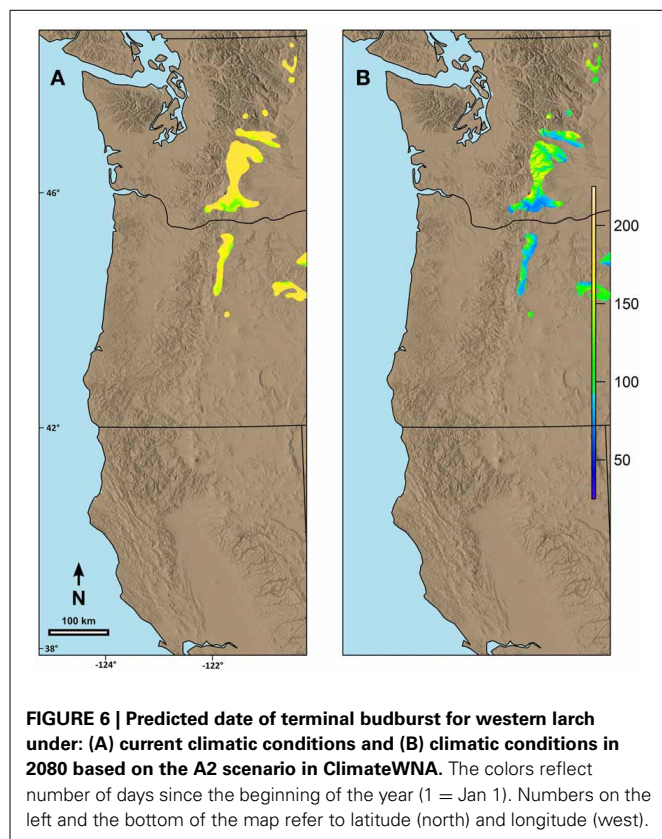 A
B
46°
200
150
100
50
42°
N
100 km
38°
-124°
-122°
FIGURE 6 | Predicted date of terminal budburst for western larch
under: (A) current climatic conditions and (B) climatic conditions in
2080 based on the A2 scenario in ClimateWNA. The colors reflect
number of days since the beginning of the year (1 = Jan 1). Numbers on the
left and the bottom of the map refer to latitude (north) and longitude (west).